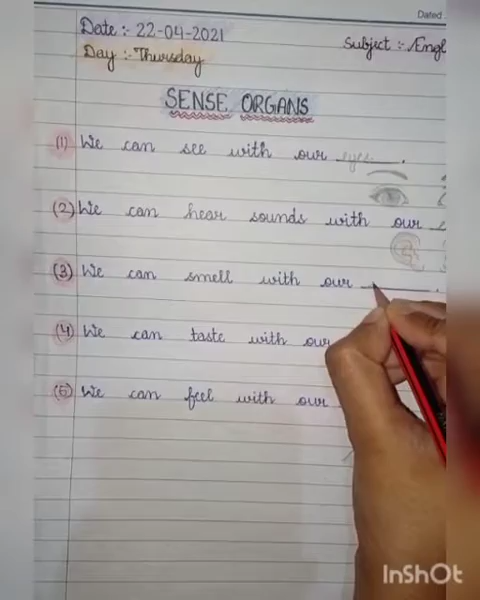 Dated
Date :- 22-04-2021
Subject :- Engl
Day :- Thursday
SENSE ORGANS
(1) We can see with our eyes.
(2) We can hear sounds with our
(3) We can smell with our
(4) We can taste with our
(5) We can feel with our
InShOt